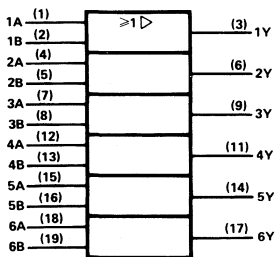 1A (1)
≥1 ▷
(3) 1Y
1B (2)
2A (4)
(6) 2Y
2B (5)
3A (7)
(9) 3Y
3B (8)
4A (12)
(11) 4Y
4B (13)
5A (15)
(14) 5Y
5B (16)
6A (18)
(17) 6Y
6B (19)